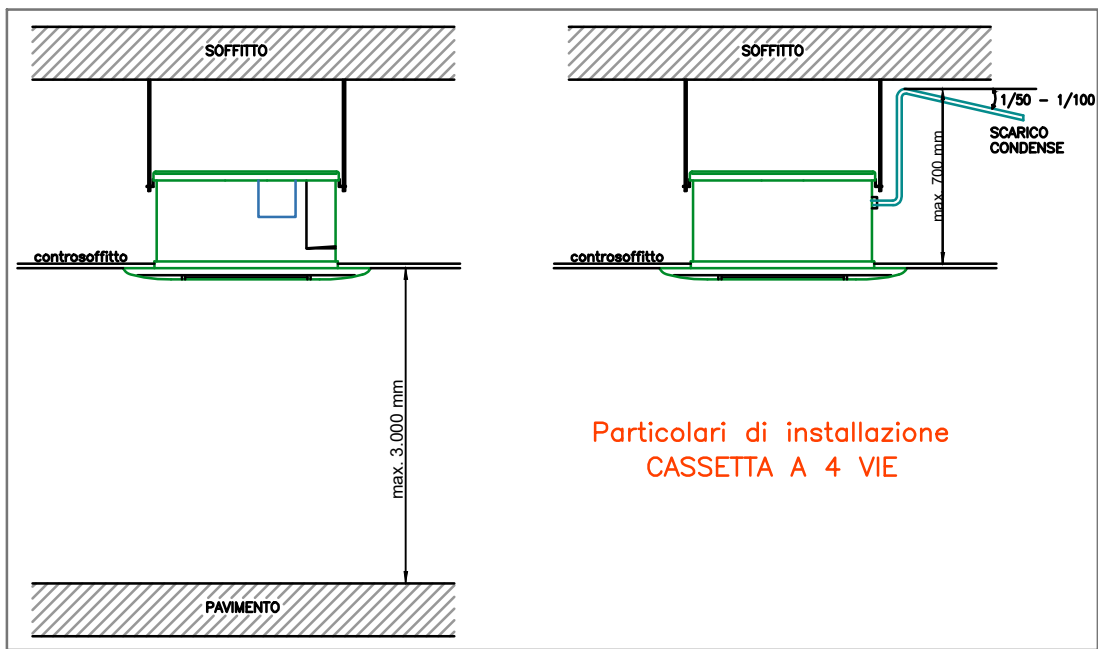 SOFFITTO
controsoffitto
max. 3.000 mm
PAVIMENTO
SOFFITTO
1/50 - 1/100
SCARICO
CONDENSE
max. 700 mm
controsoffitto
Particolari di installazione
CASSETTA A 4 VIE